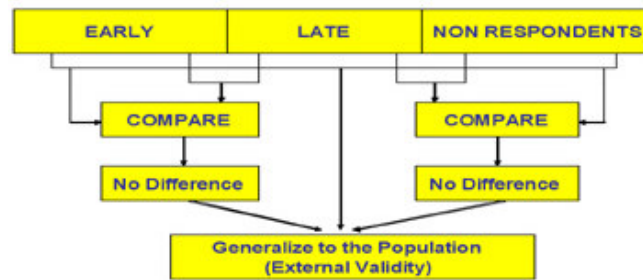 EARLY LATE NON RESPONDENTS
COMPARE COMPARE
No Difference No Difference
Generalize to the Population
(External Validity)